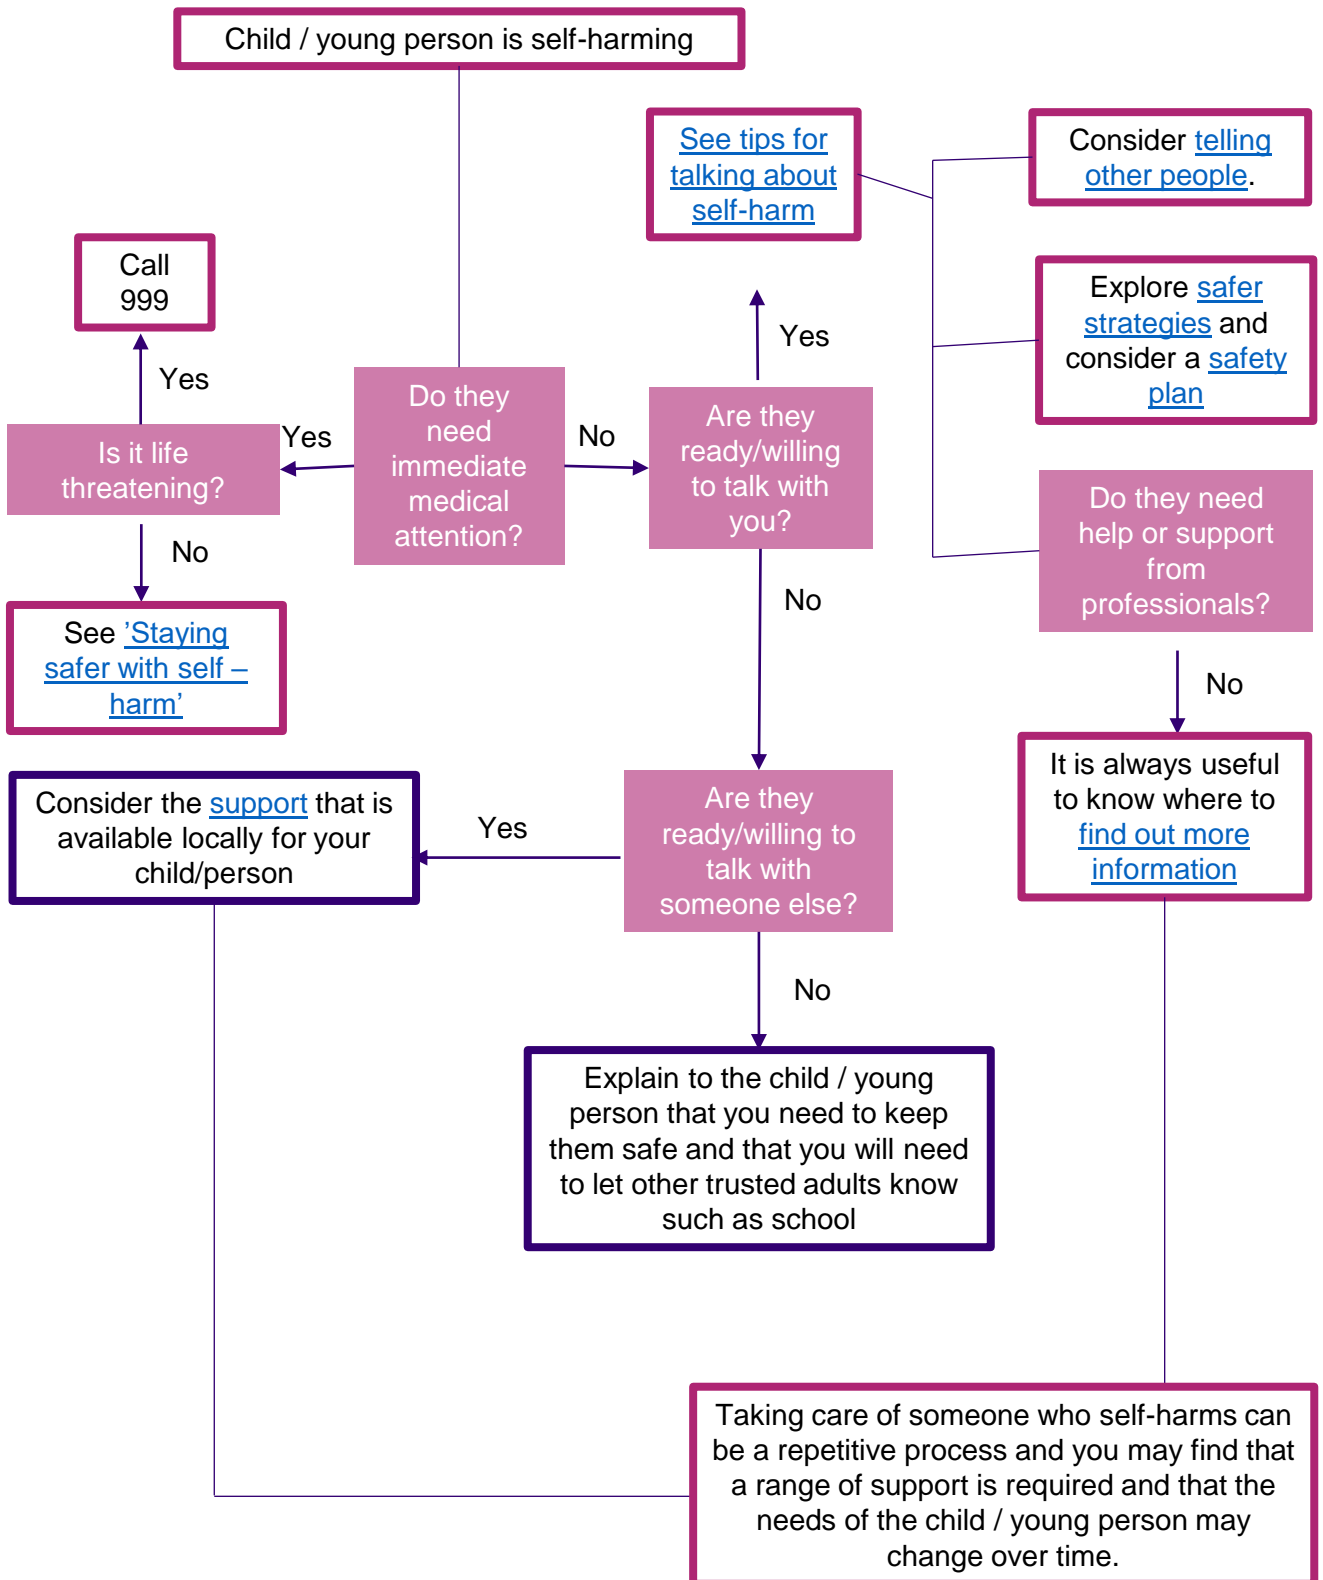 Child / young person is self-harming
See tips for
talking about
self-harm
Consider telling
other people.
Call
999
Explore safer
strategies and
consider a safety
plan
Yes
Yes
Do they
need
immediate
medical
attention?
Are they
ready/willing
to talk with
you?
Is it life
threatening?
Yes
No
Do they need
help or support
from
professionals?
No
No
See ’Staying
safer with self –
harm’
No
It is always useful
to know where to
find out more
information
Consider the support that is
available locally for your
child/person
Yes
Are they
ready/willing to
talk with
someone else?
No
Explain to the child / young
person that you need to keep
them safe and that you will need
to let other trusted adults know
such as school
Taking care of someone who self-harms can
be a repetitive process and you may find that
a range of support is required and that the
needs of the child / young person may
change over time.